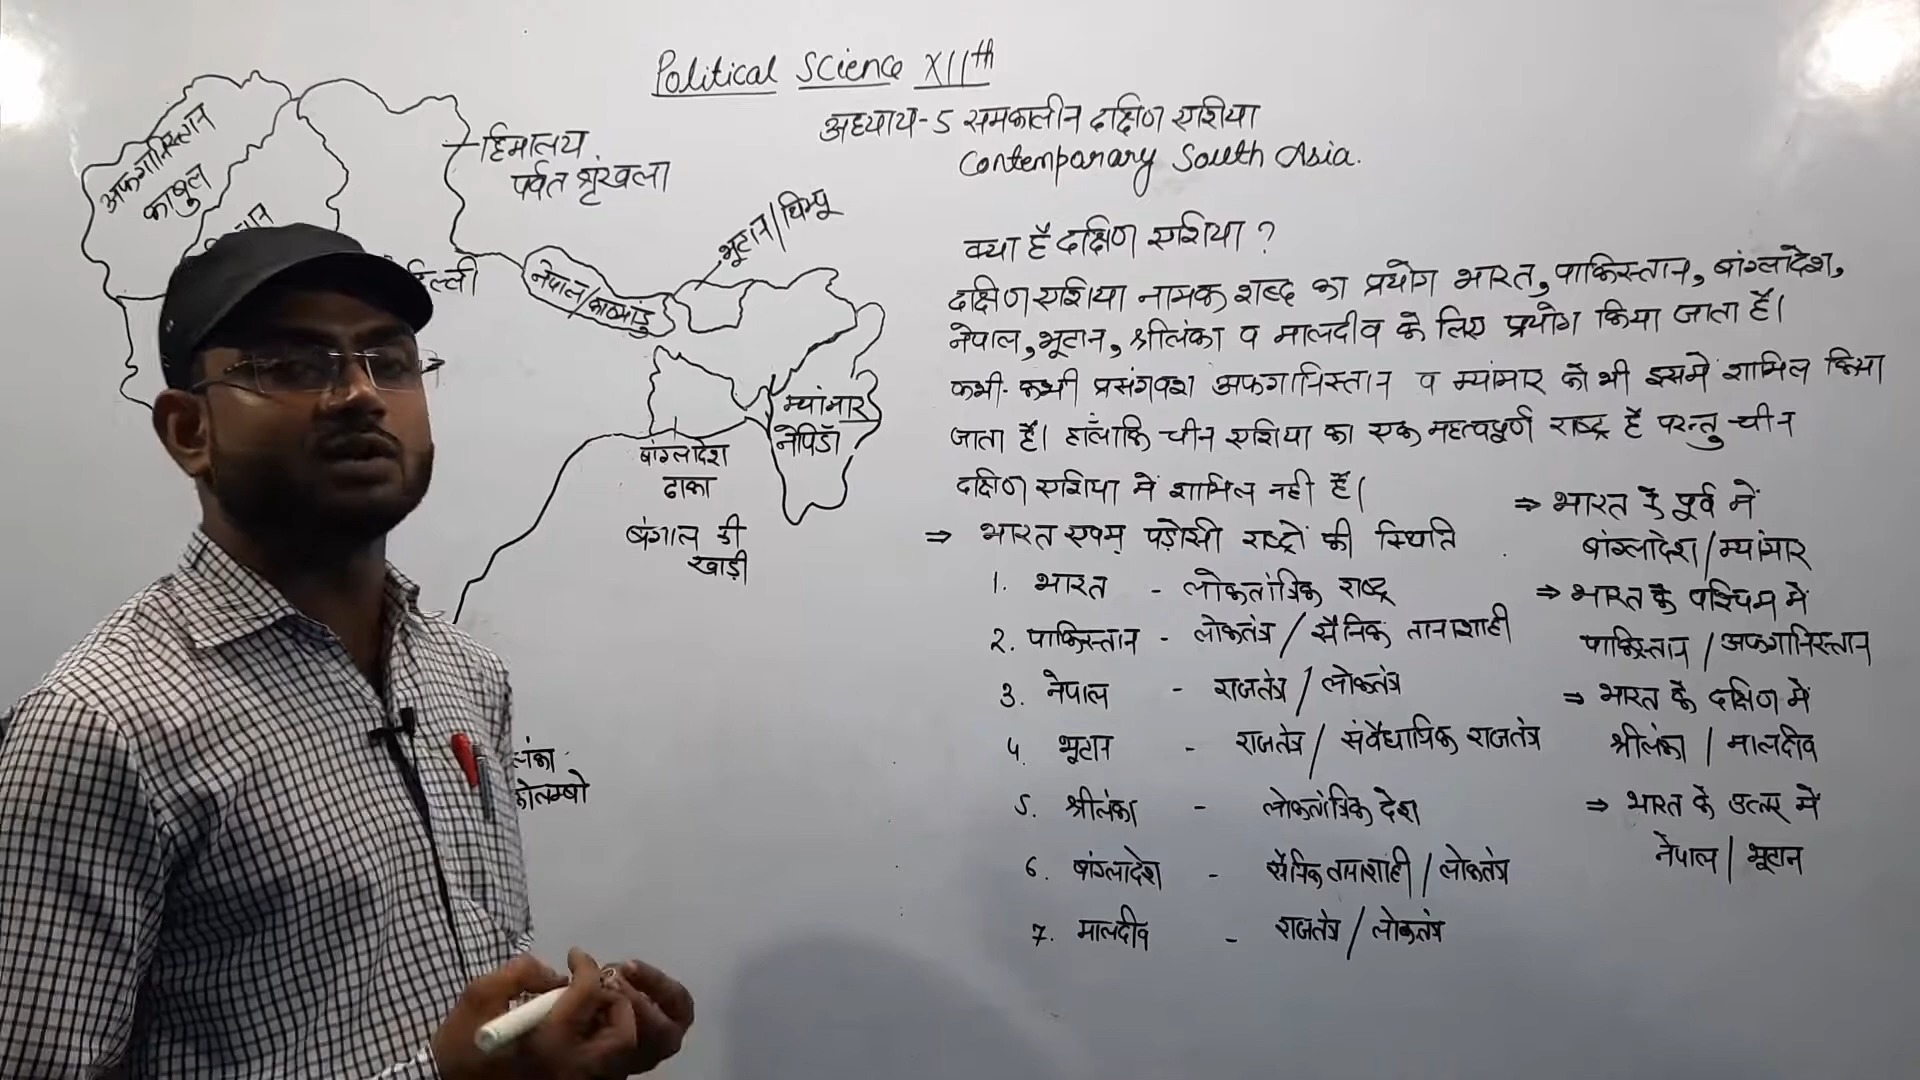 Political Science XIIth
अध्याय-5 समकालीन दक्षिण एशिया
Contemparary South Asia.
अफगानिस्तान
काबुल
हिमालय
पर्वत शृंखला
भूटान/थिम्पू
नेपाल/काठमांडु
म्यांमार
नेपिडॉ
बांग्लादेश
ढाका
बंगाल की
खाड़ी
कोलम्बो
क्या है दक्षिण एशिया ?
दक्षिण एशिया नामक शब्द का प्रयोग भारत, पाकिस्तान, बांग्लादेश,
नेपाल, भूटान, श्रीलंका व मालदीव के लिए प्रयोग किया जाता है।
कभी-कभी प्रसंगवश अफगानिस्तान व म्यांमार को भी इसमें शामिल किया
जाता है। हालांकि चीन एशिया का एक महत्वपूर्ण राष्ट्र है परन्तु चीन
दक्षिण एशिया में शामिल नही है।
⇒ भारत एवम् पड़ोसी राष्ट्रों की स्थिति
1. भारत - लोकतांत्रिक राष्ट्र
2. पाकिस्तान - लोकतंत्र / सैनिक तानाशाही
3. नेपाल - राजतंत्र / लोकतंत्र
4. भूटान - राजतंत्र / संवैधानिक राजतंत्र
5. श्रीलंका - लोकतांत्रिक देश
6. बांग्लादेश - सैनिक तानाशाही / लोकतंत्र
7. मालदीव - राजतंत्र / लोकतंत्र
⇒ भारत के पूर्व में
बांग्लादेश / म्यांमार
⇒ भारत के पश्चिम में
पाकिस्तान / अफगानिस्तान
⇒ भारत के दक्षिण में
श्रीलंका / मालदीव
⇒ भारत के उत्तर में
नेपाल / भूटान